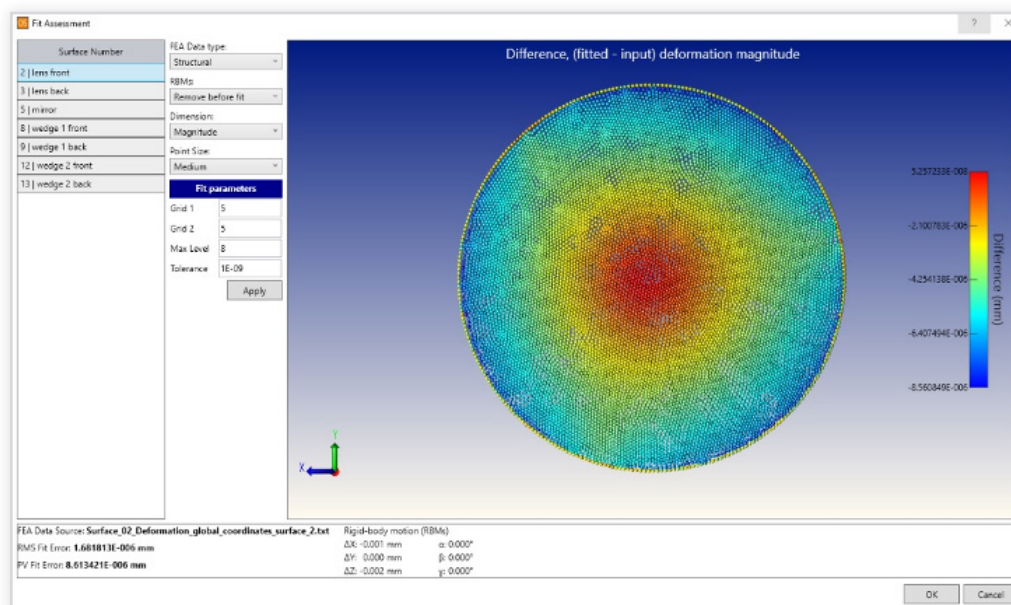 Fit Assessment
?
Surface Number
2 | lens front
3 | lens back
5 | mirror
8 | wedge 1 front
9 | wedge 1 back
12 | wedge 2 front
13 | wedge 2 back
FEA Data type:
Structural
RBMs:
Remove before fit
Dimension:
Magnitude
Point Size:
Medium
Fit parameters
Grid 1 5
Grid 2 5
Max Level 8
Tolerance 1E-09
Apply
Difference, (fitted - input) deformation magnitude
5.257233E-008
-2.100783E-006
-4.254138E-006
-6.407494E-006
-8.560849E-006
Difference (mm)
Y
X
FEA Data Source: Surface_02_Deformation_global_coordinates_surface_2.txt
RMS Fit Error: 1.681813E-006 mm
PV Fit Error: 8.613421E-006 mm
Rigid-body motion (RBMs)
ΔX: -0.001 mm α: 0.000°
ΔY: 0.000 mm β: 0.000°
ΔZ: -0.002 mm γ: 0.000°
OK
Cancel